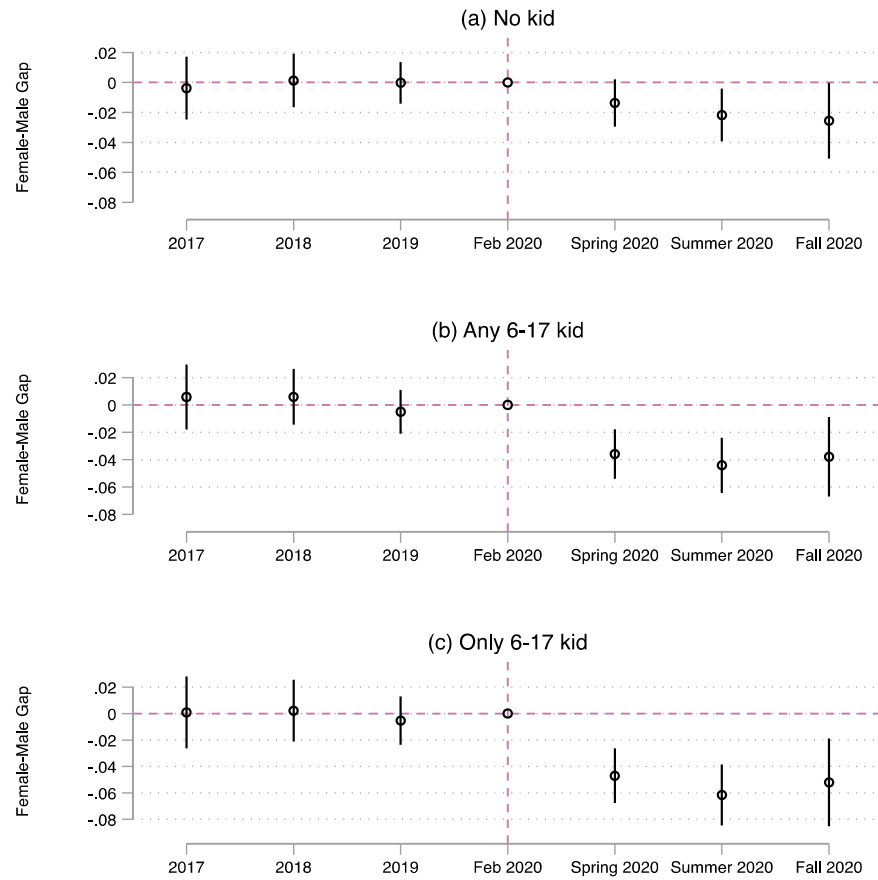 (a) No kid
Female-Male Gap
.02
0
-.02
-.04
-.06
-.08
2017 2018 2019 Feb 2020 Spring 2020 Summer 2020 Fall 2020
(b) Any 6-17 kid
Female-Male Gap
.02
0
-.02
-.04
-.06
-.08
2017 2018 2019 Feb 2020 Spring 2020 Summer 2020 Fall 2020
(c) Only 6-17 kid
Female-Male Gap
.02
0
-.02
-.04
-.06
-.08
2017 2018 2019 Feb 2020 Spring 2020 Summer 2020 Fall 2020